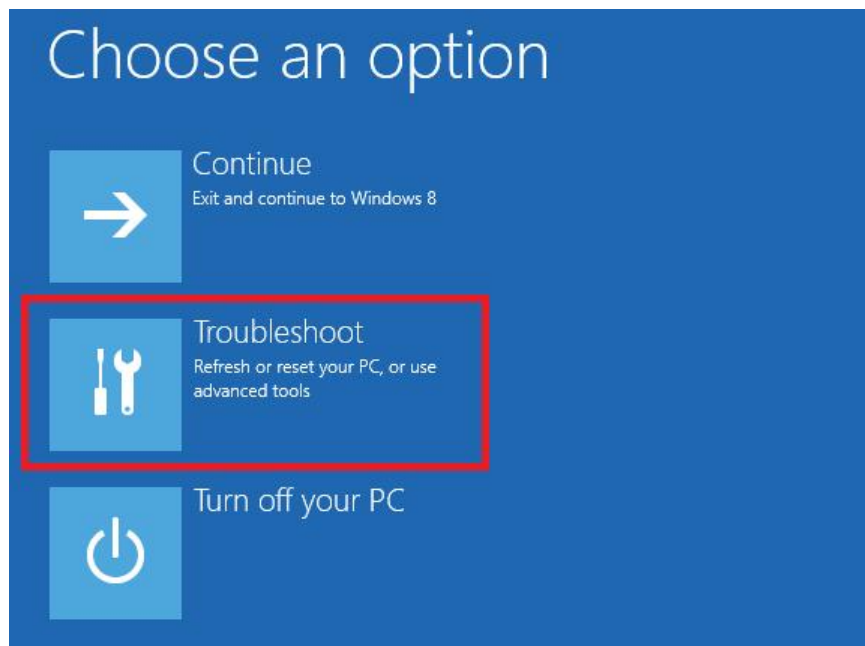 Choose an option
Continue
Exit and continue to Windows 8
Troubleshoot
Refresh or reset your PC, or use
advanced tools
Turn off your PC